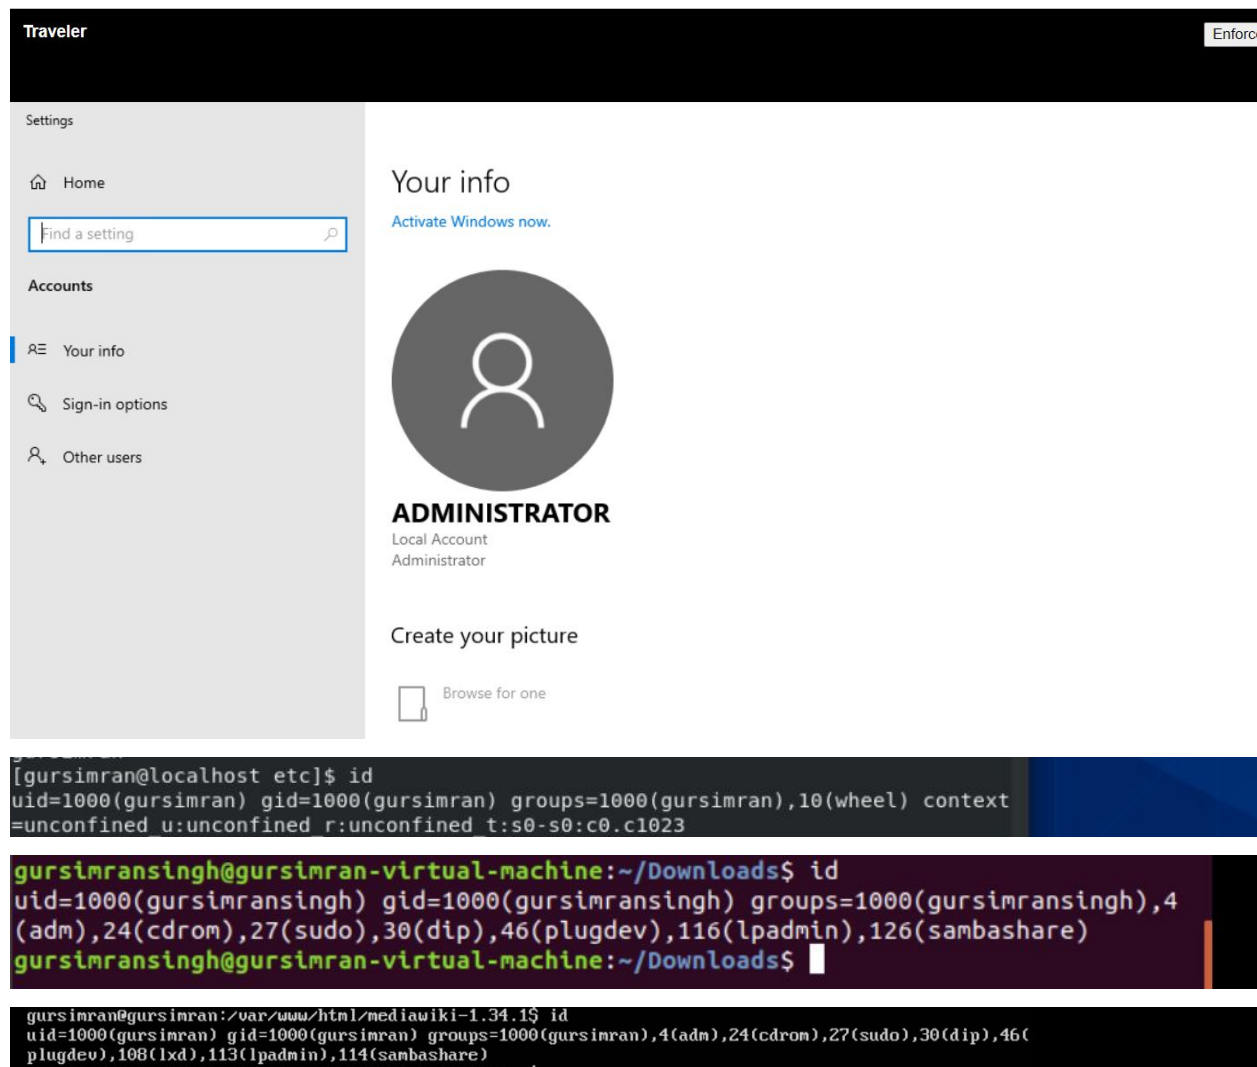 Traveler
Enforce
Settings
Home
Find a setting
Accounts
Your info
Sign-in options
Other users
Your info
Activate Windows now.
ADMINISTRATOR
Local Account
Administrator
Create your picture
Browse for one
[gursimran@localhost etc]$ id
uid=1000(gursimran) gid=1000(gursimran) groups=1000(gursimran),10(wheel) context
=unconfined_u:unconfined_r:unconfined_t:s0-s0:c0.c1023
gursimransingh@gursimran-virtual-machine:~/Downloads$ id
uid=1000(gursimransingh) gid=1000(gursimransingh) groups=1000(gursimransingh),4
(adm),24(cdrom),27(sudo),30(dip),46(plugdev),116(lpadmin),126(sambashare)
gursimransingh@gursimran-virtual-machine:~/Downloads$
gursimran@gursimran:/var/www/html/mediawiki-1.34.1$ id
uid=1000(gursimran) gid=1000(gursimran) groups=1000(gursimran),4(adm),24(cdrom),27(sudo),30(dip),46(
plugdev),108(lxd),113(lpadmin),114(sambashare)